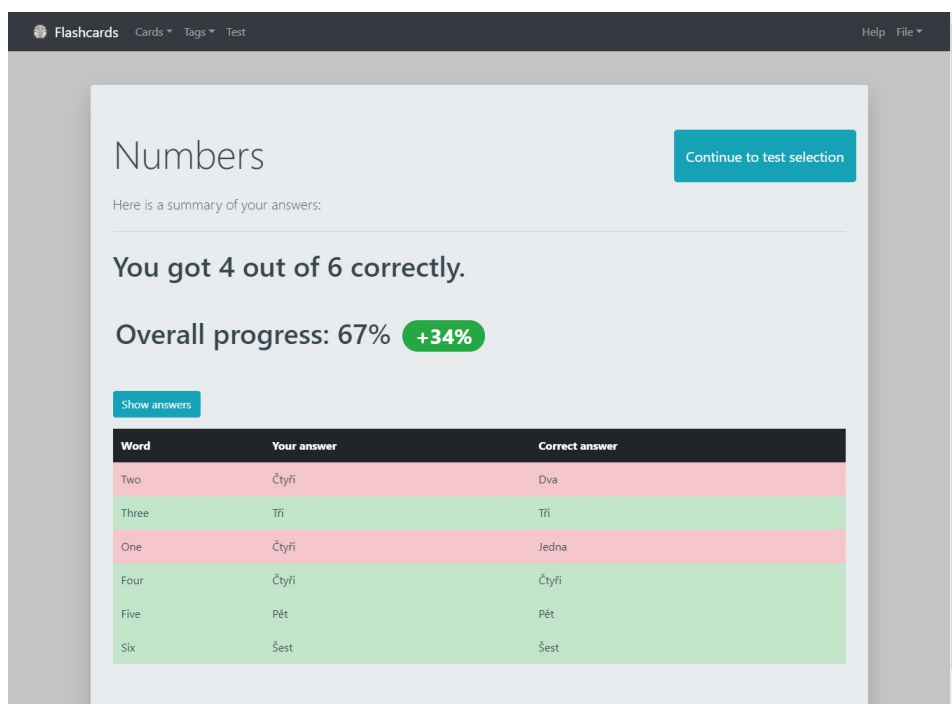 Flashcards Cards Tags Test Help File
Numbers
Continue to test selection
Here is a summary of your answers:
You got 4 out of 6 correctly.
Overall progress: 67% +34%
Show answers
Word Your answer Correct answer
Two Čtyři Dva
Three Tři Tři
One Čtyři Jedna
Four Čtyři Čtyři
Five Pět Pět
Six Šest Šest